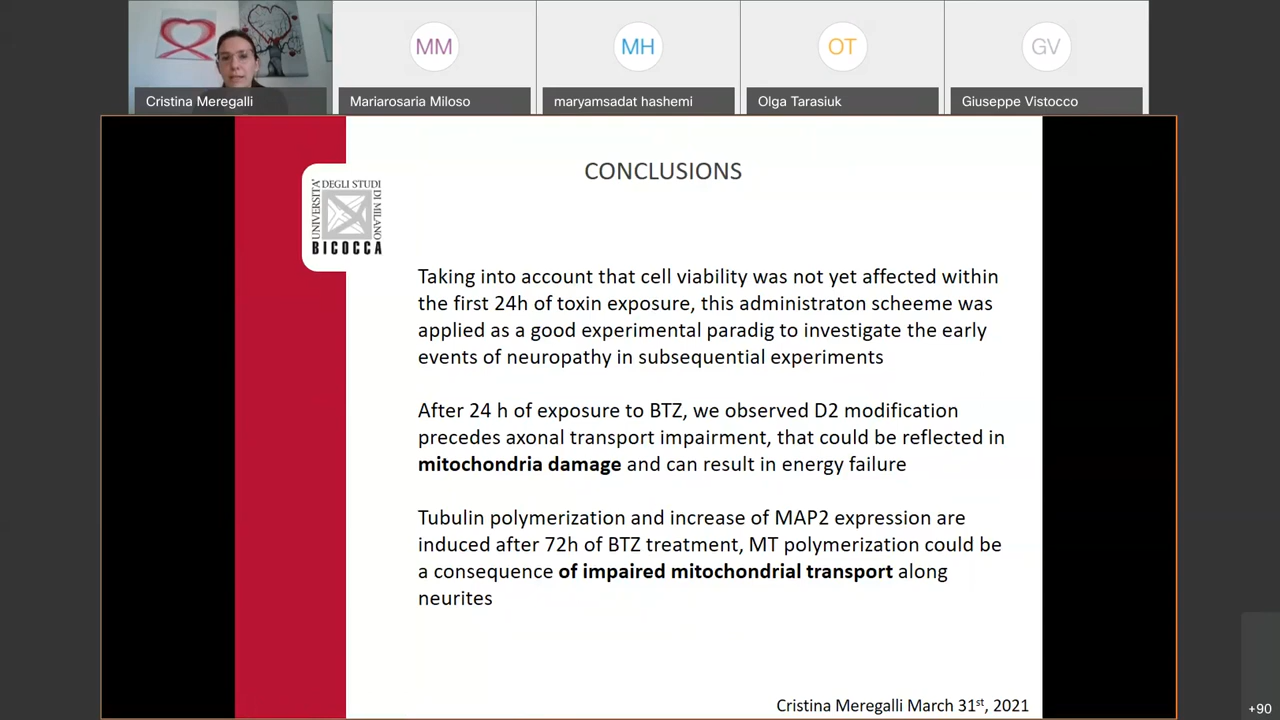 MM
MH
OT
GV
Cristina Meregalli
Mariarosaria Miloso
maryamsadat hashemi
Olga Tarasiuk
Giuseppe Vistocco
CONCLUSIONS
UNIVERSITA'
DEGLI STUDI
DI MILANO
BICOCCA
Taking into account that cell viability was not yet affected within
the first 24h of toxin exposure, this administraton scheeme was
applied as a good experimental paradig to investigate the early
events of neuropathy in subsequential experiments
After 24 h of exposure to BTZ, we observed D2 modification
precedes axonal transport impairment, that could be reflected in
mitochondria damage and can result in energy failure
Tubulin polymerization and increase of MAP2 expression are
induced after 72h of BTZ treatment, MT polymerization could be
a consequence of impaired mitochondrial transport along
neurites
Cristina Meregalli March 31st, 2021
+90